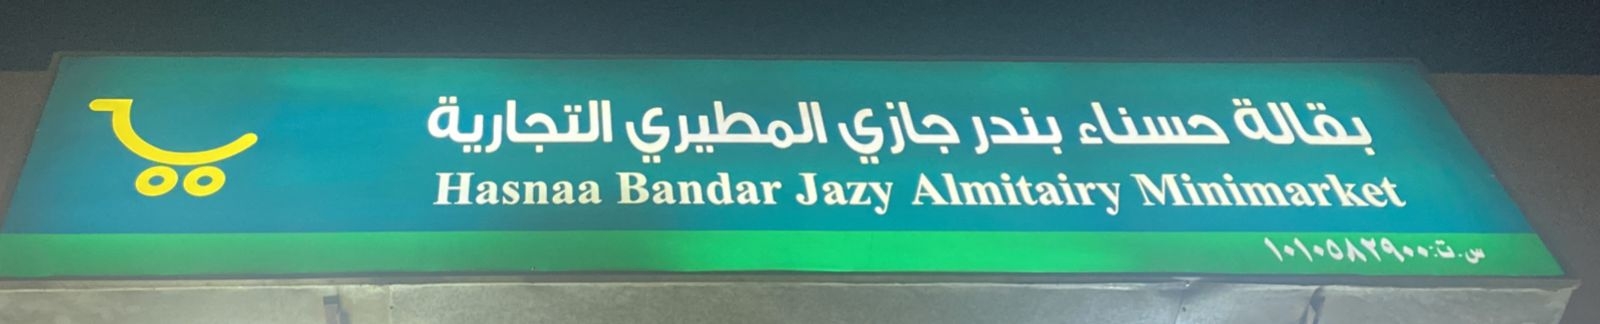 بقالة حسناء بندر جازي المطيري التجارية
Hasnaa Bandar Jazy Almitairy Minimarket
س.ت:١٠١٠٥٨٢٩٠٠